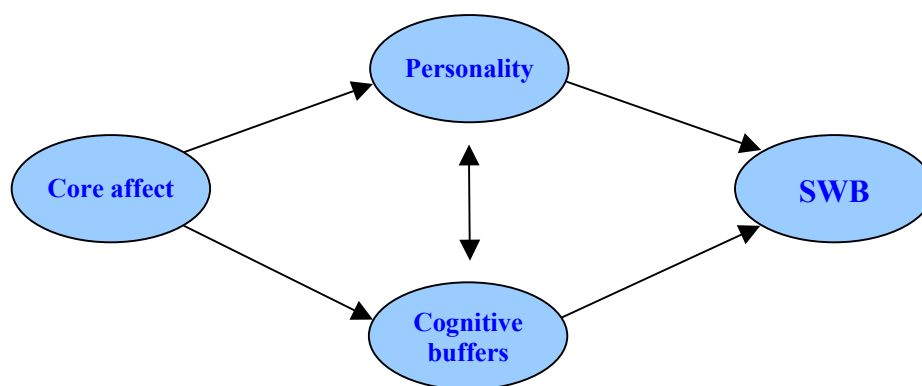 Personality
Core affect
SWB
Cognitive
buffers